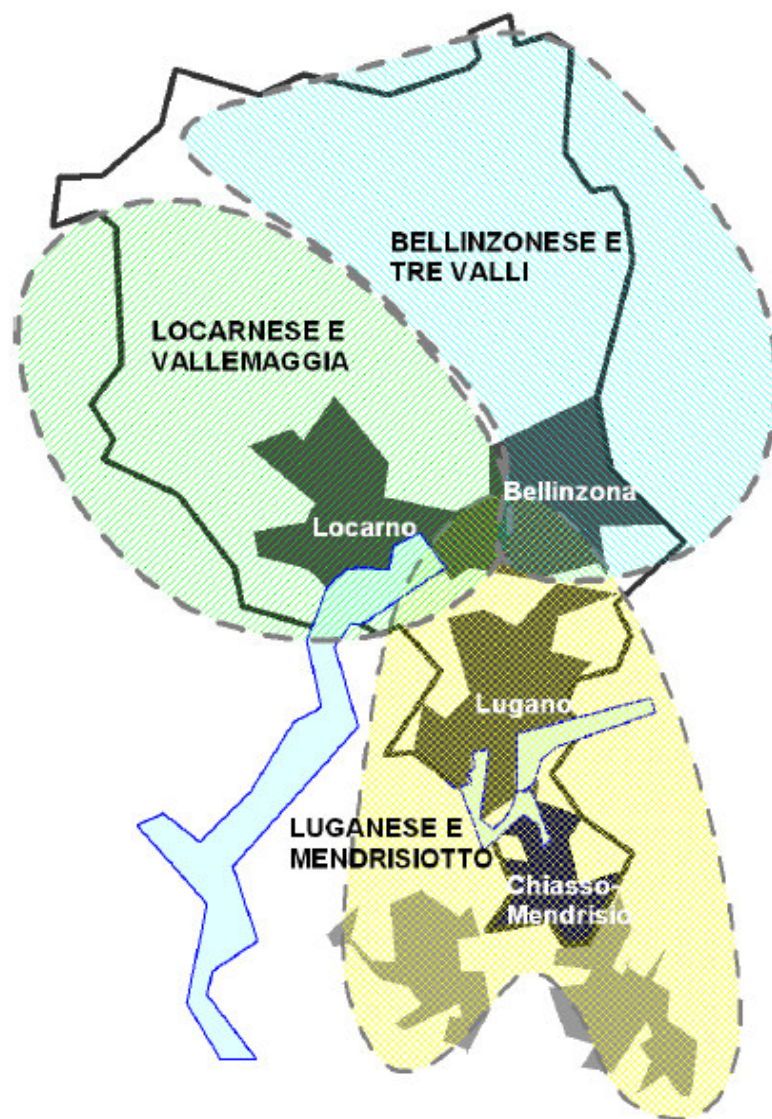 BELLINZONESE E
TRE VALLI
LOCARNESE E
VALLEMAGGIA
Bellinzona
Locarno
Lugano
LUGANESE E
MENDRISIOTTO
Chiasso-
Mendrisio